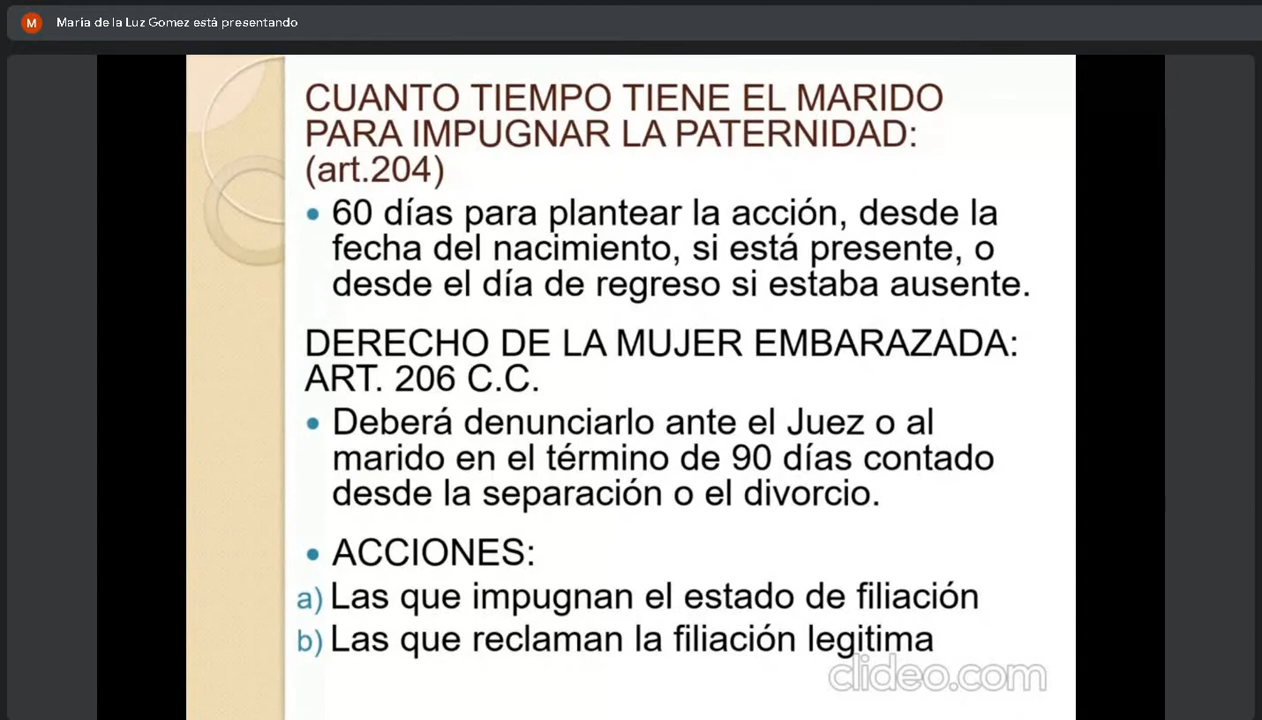 M
Maria de la Luz Gomez está presentando
CUANTO TIEMPO TIENE EL MARIDO
PARA IMPUGNAR LA PATERNIDAD:
(art.204)
• 60 días para plantear la acción, desde la
fecha del nacimiento, si está presente, o
desde el día de regreso si estaba ausente.
DERECHO DE LA MUJER EMBARAZADA:
ART. 206 C.C.
• Deberá denunciarlo ante el Juez o al
marido en el término de 90 días contado
desde la separación o el divorcio.
• ACCIONES:
a) Las que impugnan el estado de filiación
b) Las que reclaman la filiación legitima
clideo.com